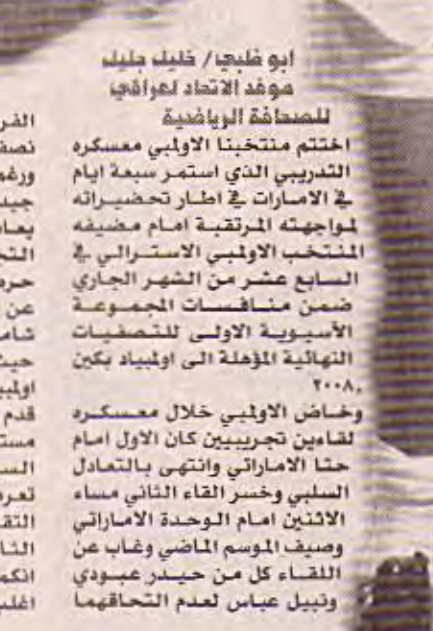 ابو ظبي/ خليل جليل
موفد الاتحاد لعراقي
للصحافة الرياضية
اختتم منتخبنا الاولمبي معسكره
التدريبي الذي استمر سبعة ايام
في الامارات في اطار تحضيراته
لمواجهته المرتقبة امام مضيفه
المنتخب الاولمبي الاسترالي في
السابع عشر من الشهر الجاري
ضمن منافسات المجموعة
الأسيوية الاولى للتصفيات
النهائية المؤهلة الى اولمبياد بكين
٢٠٠٨,
وخاض الاولمبي خلال معسكره
لقاءين تجريبيين كان الاول امام
حتا الاماراتي وانتهى بالتعادل
السلبي وخسر القاء الثاني مساء
الاثنين امام الوحدة الاماراتي
وصيف الموسم الماضي وغاب عن
اللقاء كل من حيدر عبودي
ونبيل عباس لعدم التحاقهما